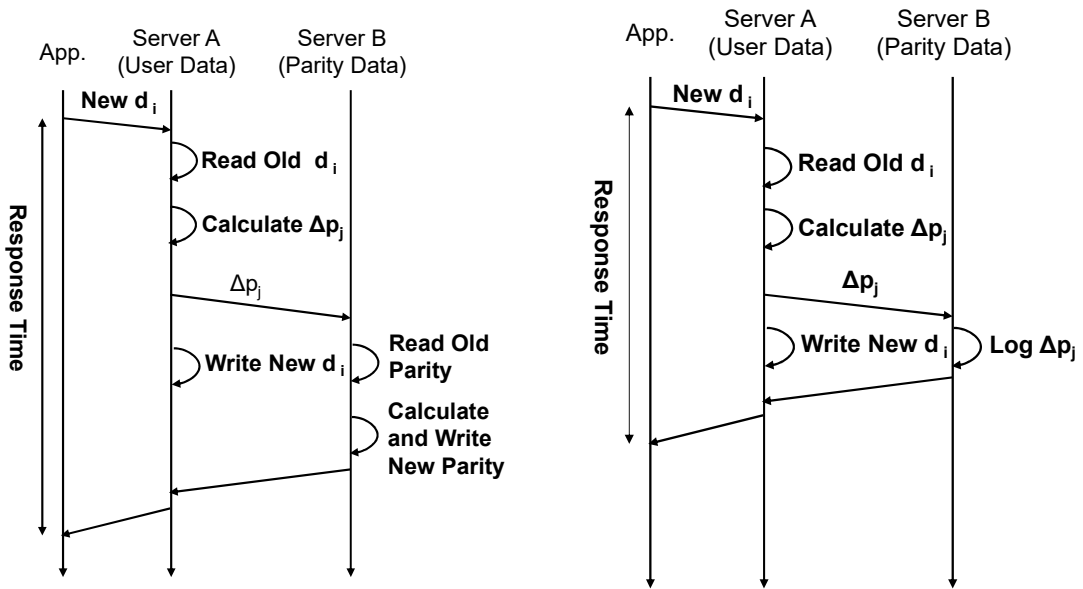 App.
Server A
(User Data)
Server B
(Parity Data)
New d i
Read Old d i
Calculate Δpj
Δpj
Write New d i
Read Old
Parity
Calculate
and Write
New Parity
Response Time
App.
Server A
(User Data)
Server B
(Parity Data)
New d i
Read Old d i
Calculate Δpj
Δpj
Write New d i
Log Δpj
Response Time